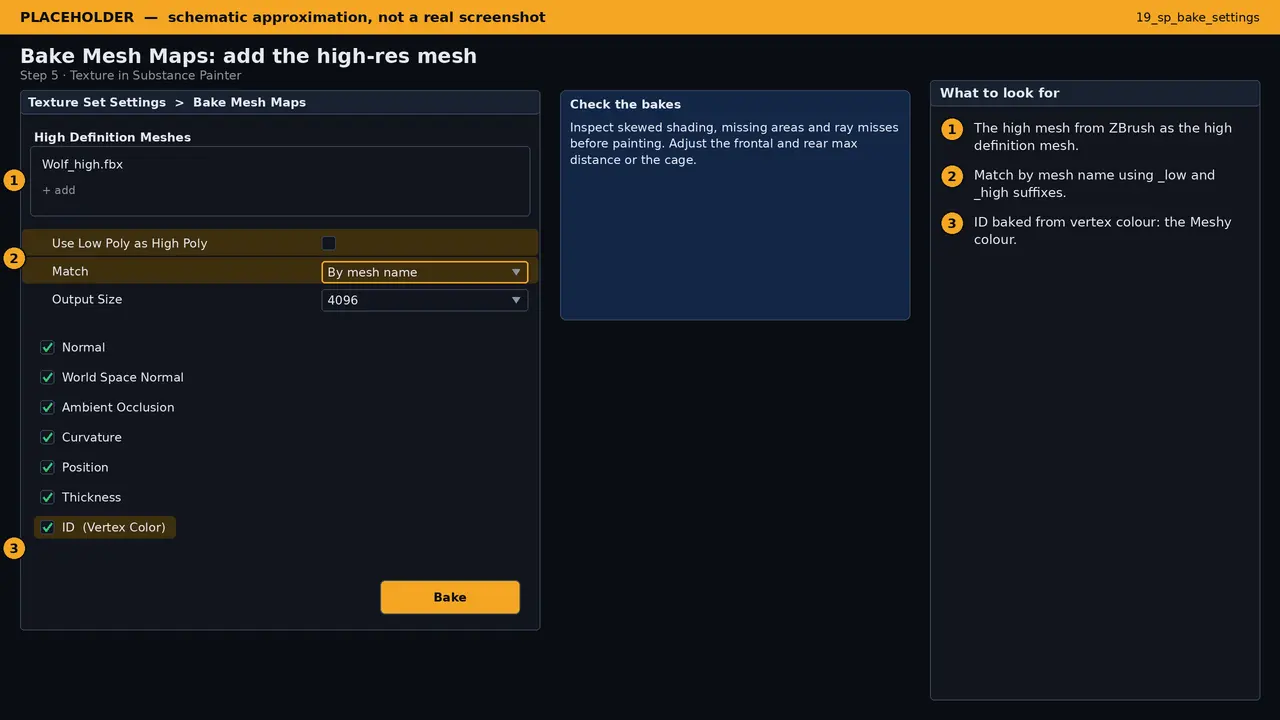 PLACEHOLDER — schematic approximation, not a real screenshot
19_sp_bake_settings
Bake Mesh Maps: add the high-res mesh
Step 5 · Texture in Substance Painter
Texture Set Settings > Bake Mesh Maps
High Definition Meshes
1
Wolf_high.fbx
+ add
2
Use Low Poly as High Poly
Match
By mesh name
Output Size
4096
Normal
World Space Normal
Ambient Occlusion
Curvature
Position
Thickness
ID (Vertex Color)
3
Bake
Check the bakes
Inspect skewed shading, missing areas and ray misses
before painting. Adjust the frontal and rear max
distance or the cage.
What to look for
1 The high mesh from ZBrush as the high
definition mesh.
2 Match by mesh name using _low and
_high suffixes.
3 ID baked from vertex colour: the Meshy
colour.